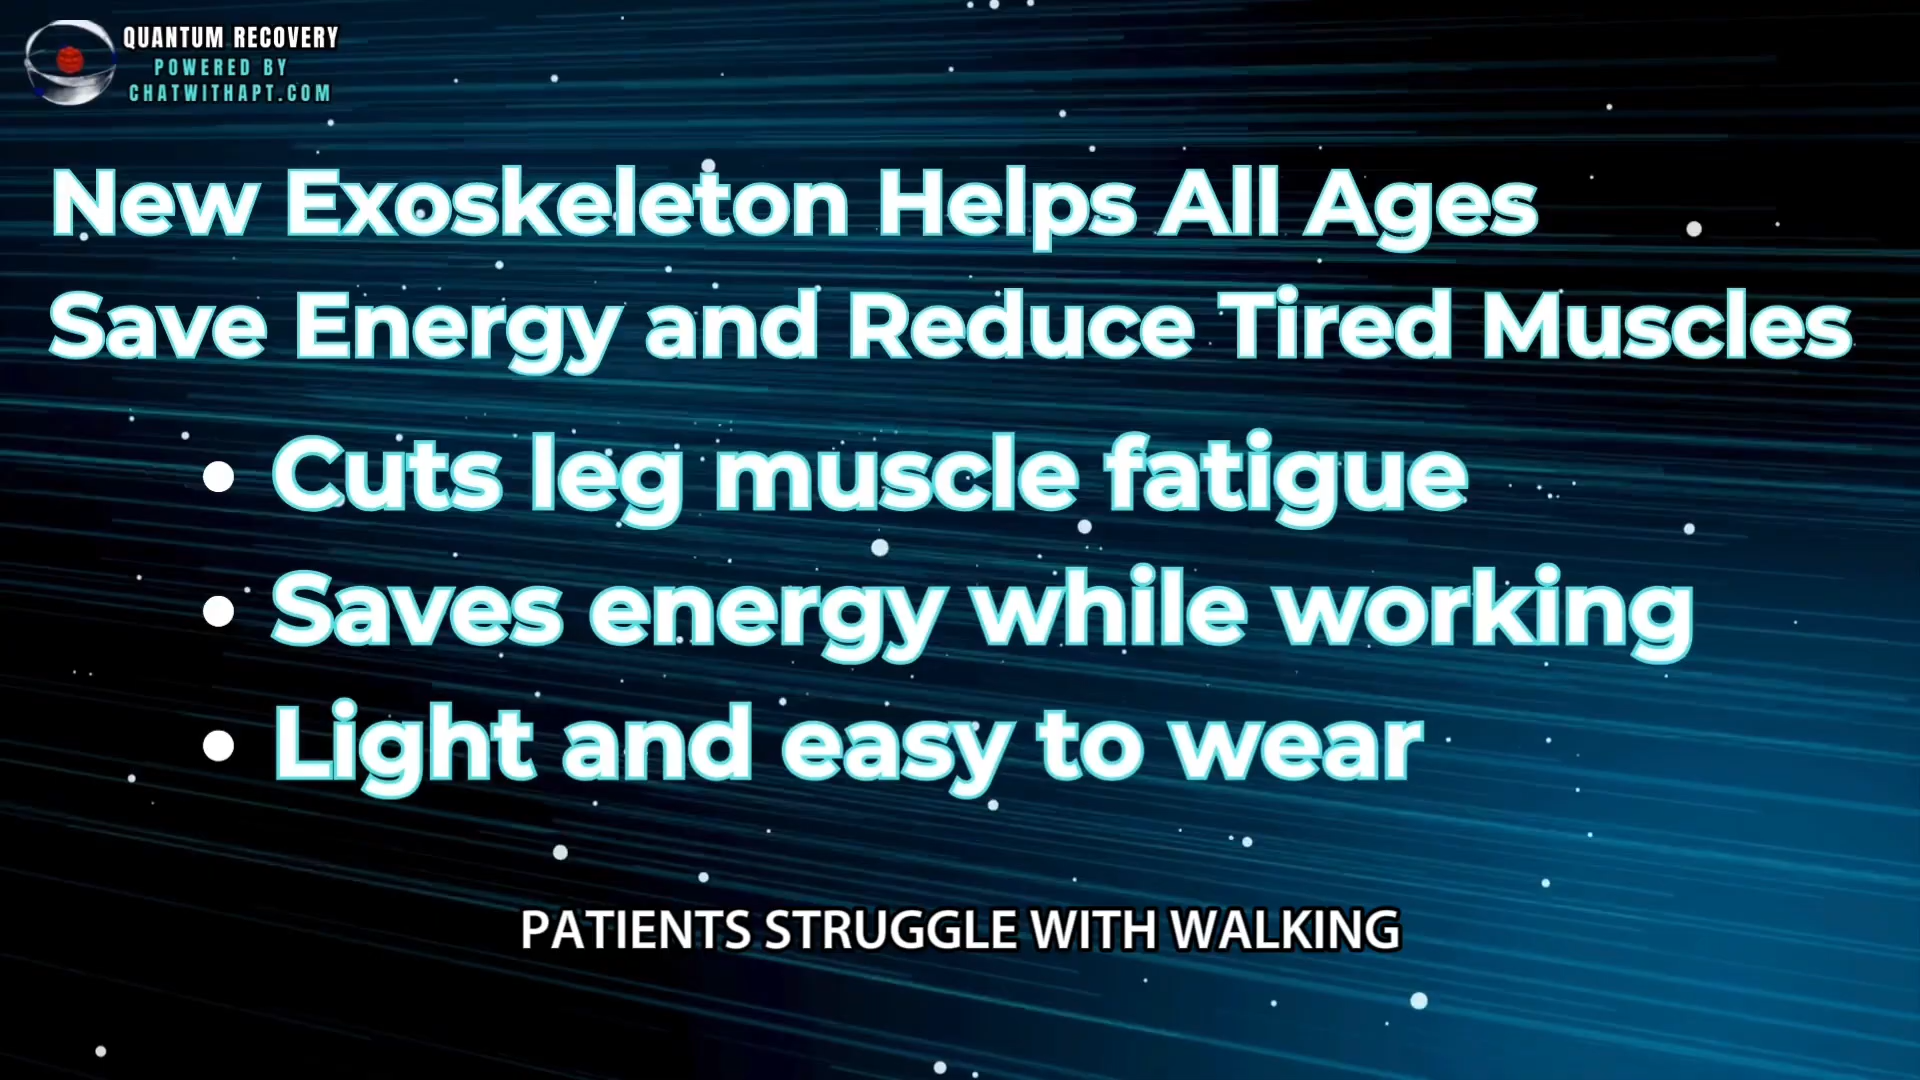 QUANTUM RECOVERY
POWERED BY
CHATWITHAPT.COM
New Exoskeleton Helps All Ages
Save Energy and Reduce Tired Muscles
• Cuts leg muscle fatigue
• Saves energy while working
• Light and easy to wear
PATIENTS STRUGGLE WITH WALKING